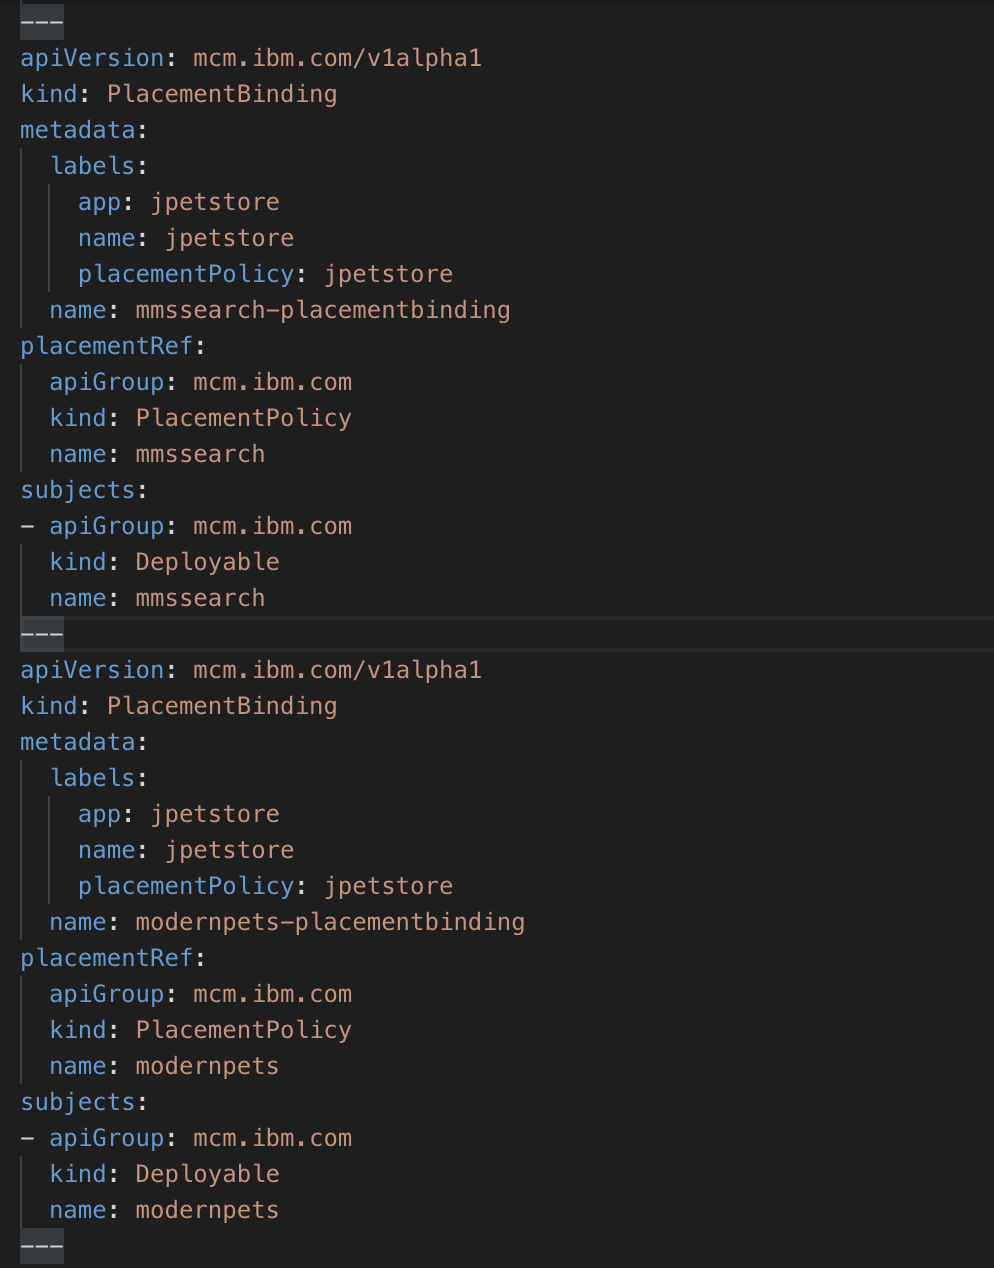 ---
apiVersion: mcm.ibm.com/v1alpha1
kind: PlacementBinding
metadata:
  labels:
    app: jpetstore
    name: jpetstore
    placementPolicy: jpetstore
  name: mmssearch-placementbinding
placementRef:
  apiGroup: mcm.ibm.com
  kind: PlacementPolicy
  name: mmssearch
subjects:
- apiGroup: mcm.ibm.com
  kind: Deployable
  name: mmssearch
---
apiVersion: mcm.ibm.com/v1alpha1
kind: PlacementBinding
metadata:
  labels:
    app: jpetstore
    name: jpetstore
    placementPolicy: jpetstore
  name: modernpets-placementbinding
placementRef:
  apiGroup: mcm.ibm.com
  kind: PlacementPolicy
  name: modernpets
subjects:
- apiGroup: mcm.ibm.com
  kind: Deployable
  name: modernpets
---